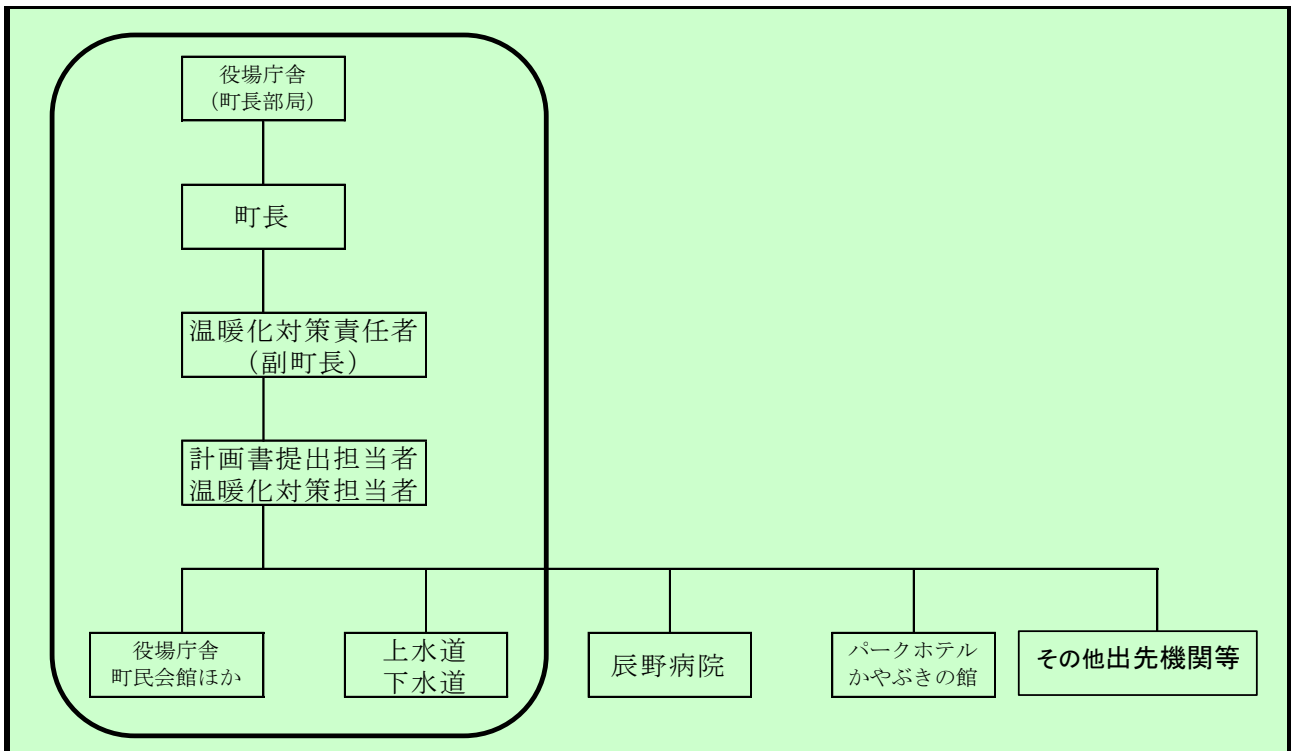 役場庁舎
(町長部局)
町長
温暖化対策責任者
(副町長)
計画書提出担当者
温暖化対策担当者
役場庁舎
町民会館ほか
上水道
下水道
辰野病院
パークホテル
かやぶきの館
その他出先機関等